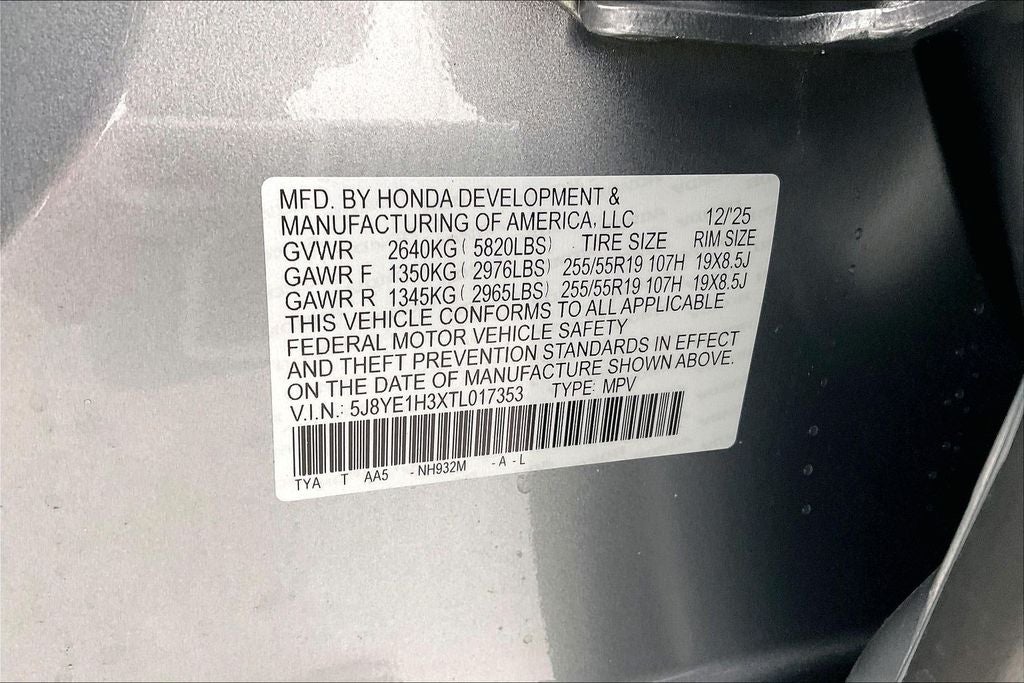 MFD. BY HONDA DEVELOPMENT &
MANUFACTURING OF AMERICA, LLC 12/'25
GVWR 2640KG ( 5820LBS) TIRE SIZE RIM SIZE
GAWR F 1350KG ( 2976LBS) 255/55R19 107H 19X8.5J
GAWR R 1345KG ( 2965LBS) 255/55R19 107H 19X8.5J
THIS VEHICLE CONFORMS TO ALL APPLICABLE
FEDERAL MOTOR VEHICLE SAFETY
AND THEFT PREVENTION STANDARDS IN EFFECT
ON THE DATE OF MANUFACTURE SHOWN ABOVE.
V.I.N.: 5J8YE1H3XTL017353 TYPE: MPV
TYA T AA5 - NH932M - A - L